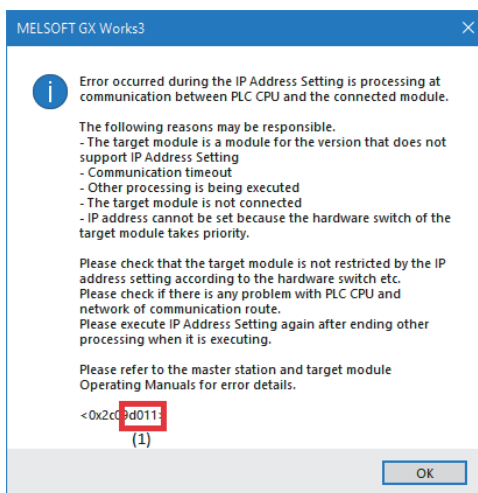 MELSOFT GX Works3
Error occurred during the IP Address Setting is processing at
communication between PLC CPU and the connected module.
The following reasons may be responsible.
- The target module is a module for the version that does not
support IP Address Setting
- Communication timeout
- Other processing is being executed
- The target module is not connected
- IP address cannot be set because the hardware switch of the
target module takes priority.
Please check that the target module is not restricted by the IP
address setting according to the hardware switch etc.
Please check if there is any problem with PLC CPU and
network of communication route.
Please execute IP Address Setting again after ending other
processing when it is executing.
Please refer to the master station and target module
Operating Manuals for error details.
<0x2c09d011>
(1)
OK